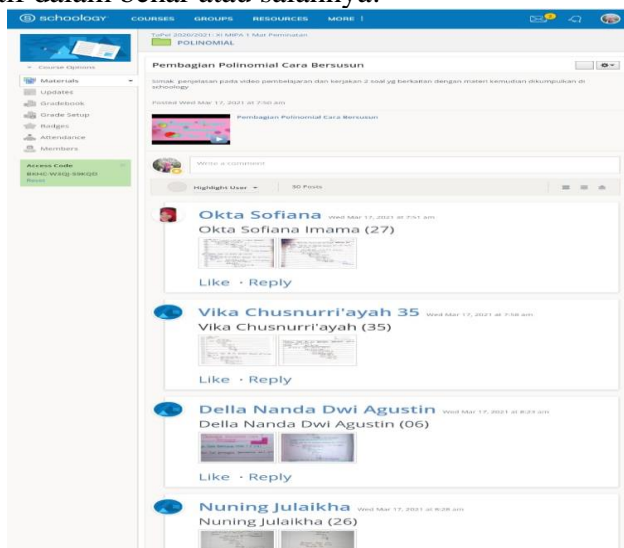 dalam benar atau salahnya.
schoology
COURSES GROUPS RESOURCES MORE
TaPel 2020/2021: XI MIPA 1 Mat Peminatan
POLINOMIAL
Course Options
Materials
Updates
Gradebook
Grade Setup
Badges
Attendance
Members
Access Code
Reset
Pembagian Polinomial Cara Bersusun
Simak penjelasan pada video pembelajaran dan kerjakan 2 soal yg berkaitan dengan materi kemudian dikumpulkan di
schoology
Posted Wed Mar 17, 2021 at 7:50 am
Pembagian Polinomial Cara Bersusun
Write a comment
Highlight User 50 Posts
Okta Sofiana Wed Mar 17, 2021 at 7:51 am
Okta Sofiana Imama (27)
Like · Reply
Vika Chusnurri'ayah 35 Wed Mar 17, 2021 at 7:58 am
Vika Chusnurri'ayah (35)
Like · Reply
Della Nanda Dwi Agustin Wed Mar 17, 2021 at 8:23 am
Della Nanda Dwi Agustin (06)
Like · Reply
Nuning Julaikha Wed Mar 17, 2021 at 8:28 am
Nuning Julaikha (26)